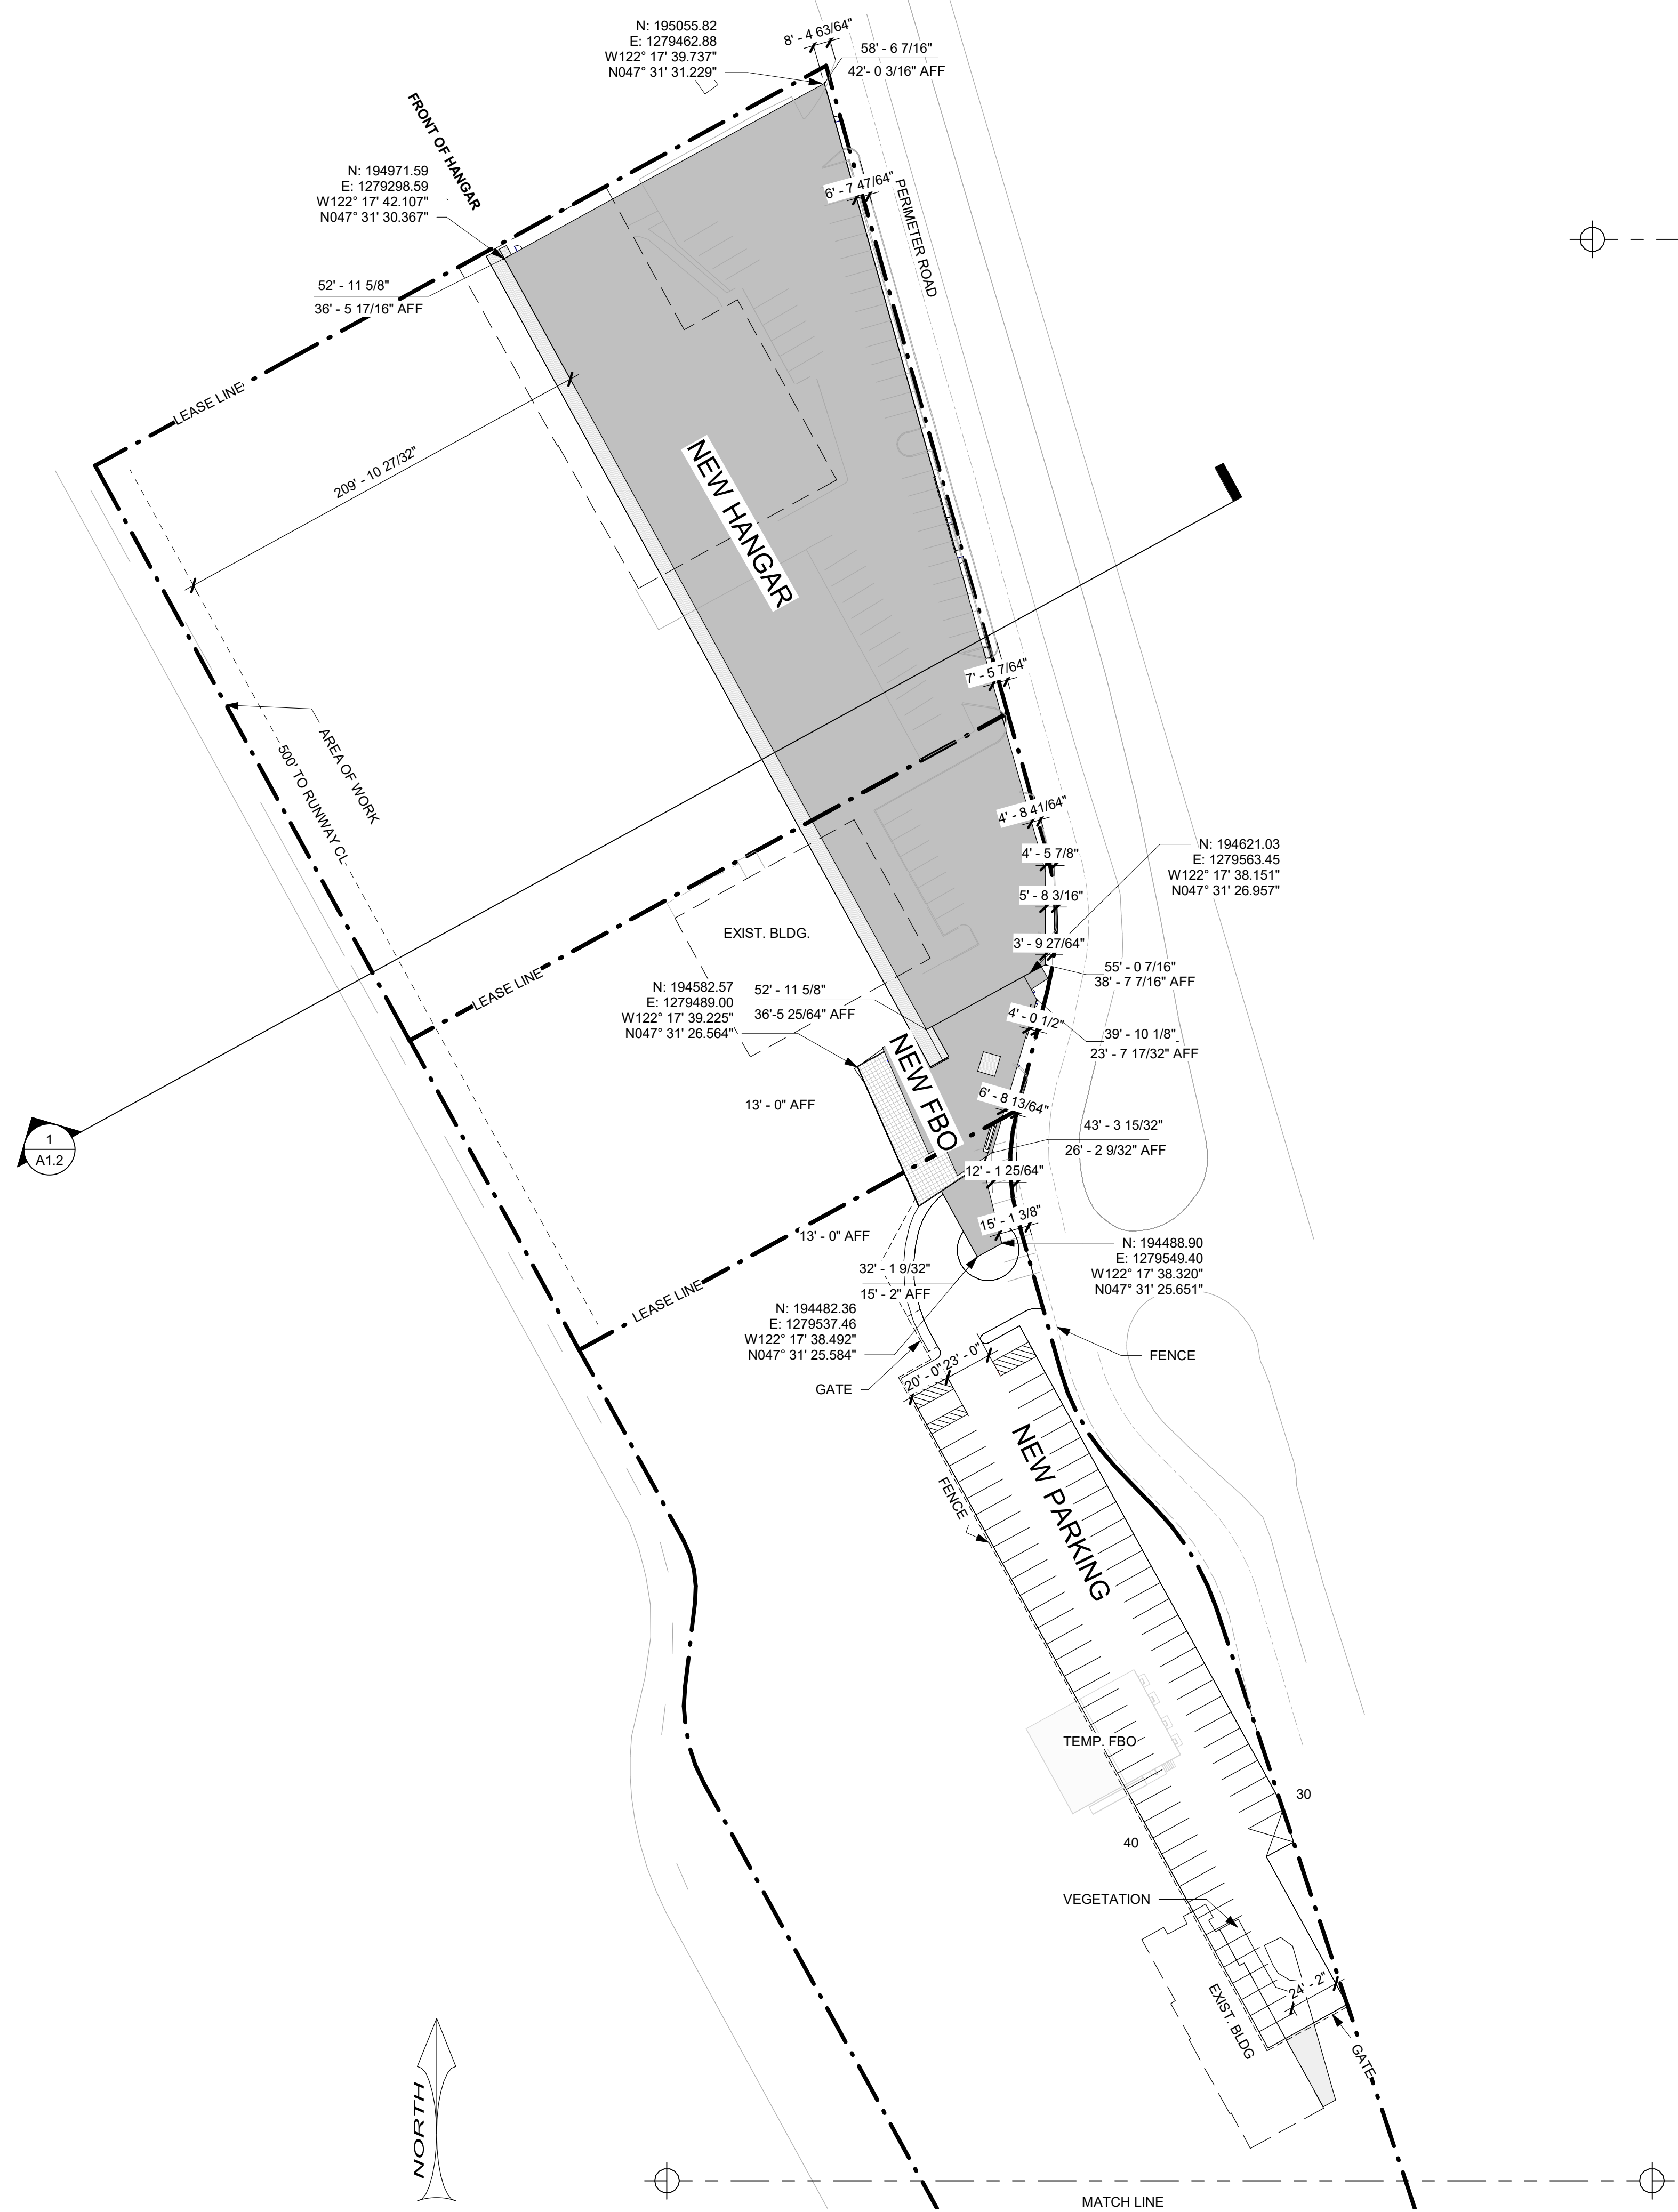 N: 195055.82
E: 1279462.88
W122° 17' 39.737"
N047° 31' 31.229"
8' - 4 63/64"
58' - 6 7/16"
42'- 0 3/16" AFF
FRONT OF HANGAR
N: 194971.59
E: 1279298.59
W122° 17' 42.107"
N047° 31' 30.367"
6' - 7 47/64"
PERIMETER ROAD
52' - 11 5/8"
36' - 5 17/16" AFF
LEASE LINE
209' - 10 27/32"
NEW HANGAR
7' - 5 7/64"
AREA OF WORK
500' TO RUNWAY CL
4' - 8 41/64"
4' - 5 7/8"
N: 194621.03
E: 1279563.45
W122° 17' 38.151"
N047° 31' 26.957"
5' - 8 3/16"
EXIST. BLDG.
3' - 9 27/64"
55' - 0 7/16"
38' - 7 7/16" AFF
LEASE LINE
N: 194582.57
E: 1279489.00
W122° 17' 39.225"
N047° 31' 26.564"
52' - 11 5/8"
36'-5 25/64" AFF
4' - 0 1/2"
39' - 10 1/8"
23' - 7 17/32" AFF
NEW FBO
13' - 0" AFF
6' - 8 13/64"
43' - 3 15/32"
26' - 2 9/32" AFF
1
A1.2
12' - 1 25/64"
15' - 1 3/8"
13' - 0" AFF
N: 194488.90
E: 1279549.40
W122° 17' 38.320"
N047° 31' 25.651"
32' - 1 9/32"
15' - 2" AFF
LEASE LINE
N: 194482.36
E: 1279537.46
W122° 17' 38.492"
N047° 31' 25.584"
FENCE
GATE
20' - 0"
23' - 0"
NEW PARKING
FENCE
TEMP. FBO
30
40
VEGETATION
24' - 2"
EXIST. BLDG
GATE
NORTH
MATCH LINE